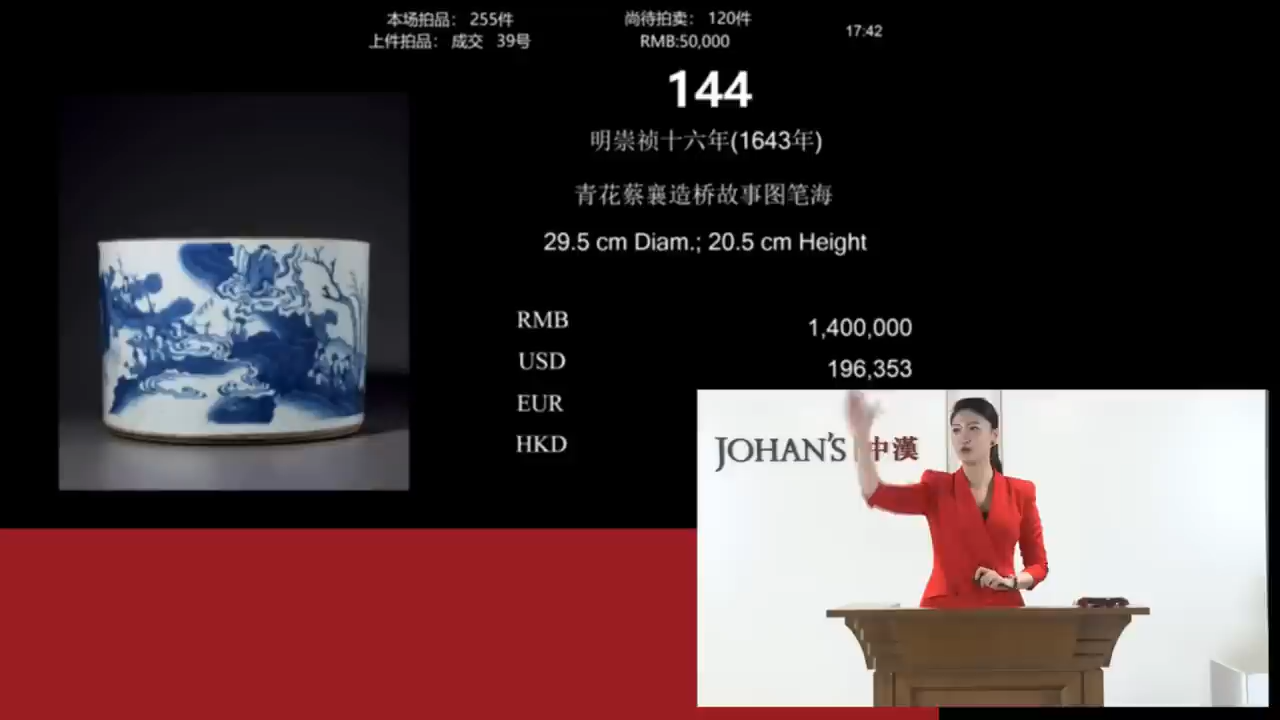 本场拍品： 255件
尚待拍卖： 120件
上件拍品： 成交 39号
RMB:50,000
17:42
144
明崇祯十六年(1643年)
青花蔡襄造桥故事图笔海
29.5 cm Diam.; 20.5 cm Height
RMB 1,400,000
USD 196,353
EUR
HKD
JOHAN'S 中漢